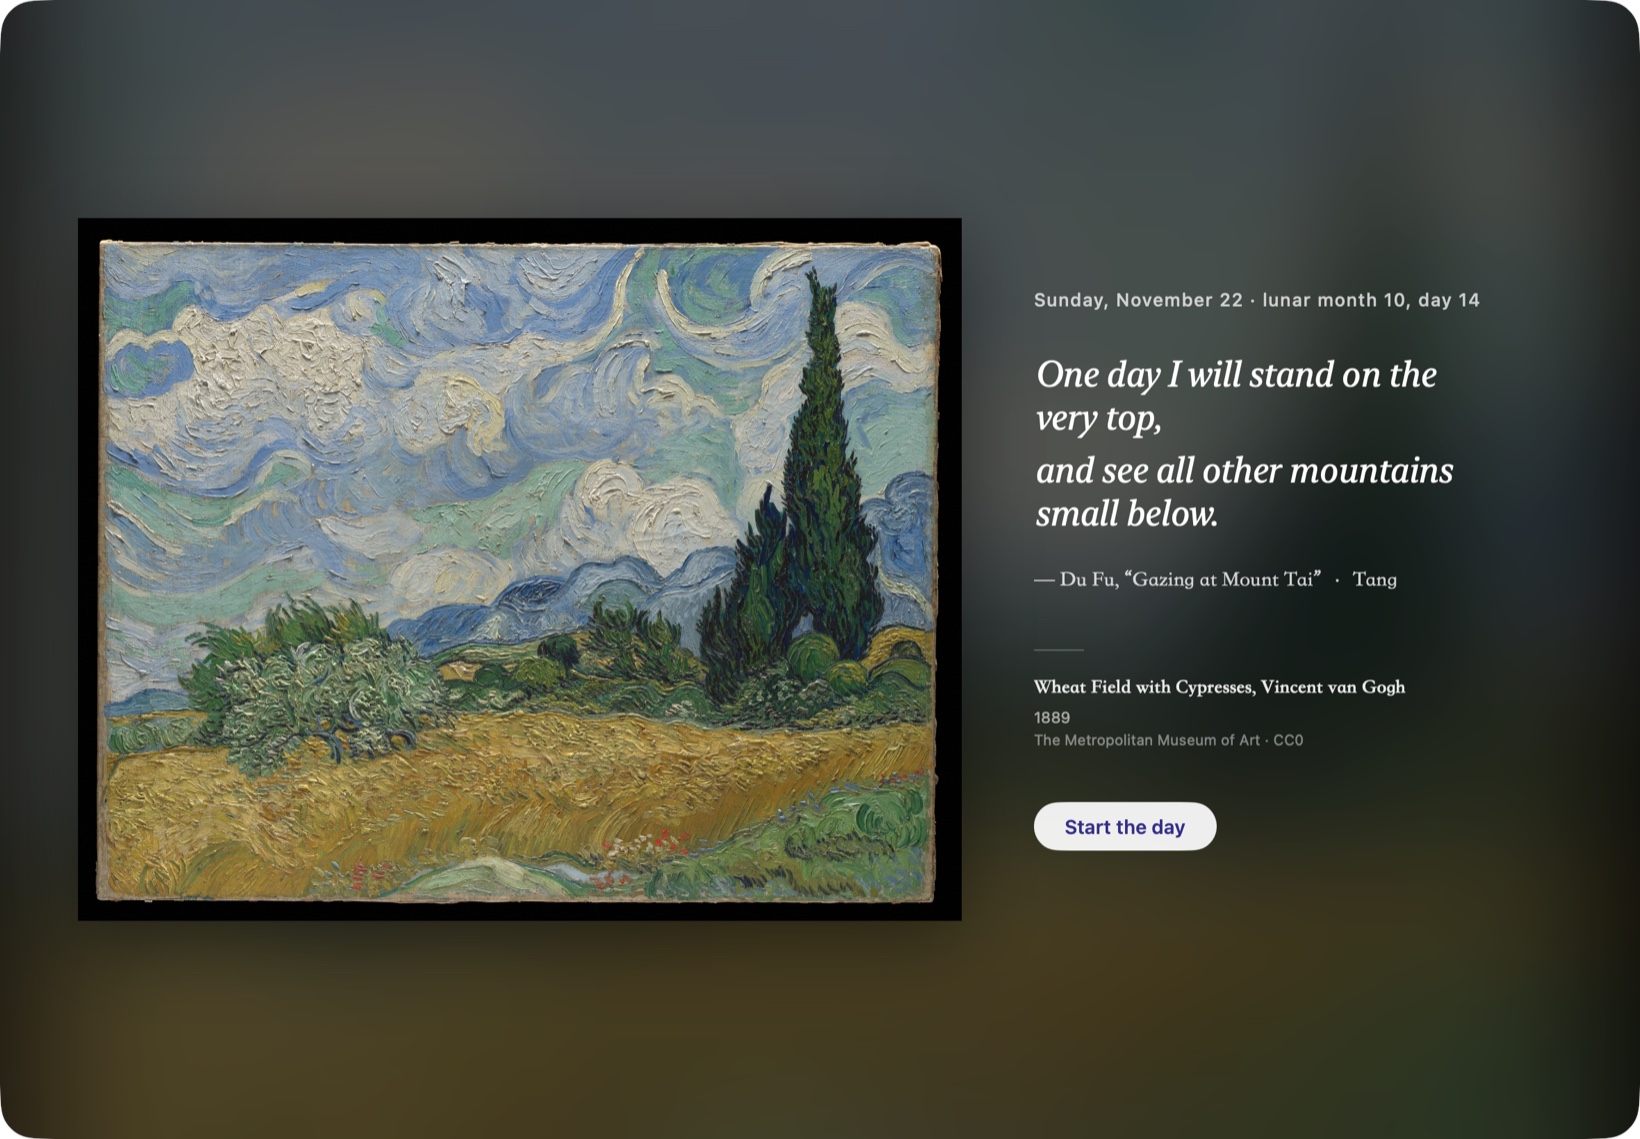 Sunday, November 22 · lunar month 10, day 14
One day I will stand on the
very top,
and see all other mountains
small below.
— Du Fu, “Gazing at Mount Tai” · Tang
Wheat Field with Cypresses, Vincent van Gogh
1889
The Metropolitan Museum of Art · CC0
Start the day